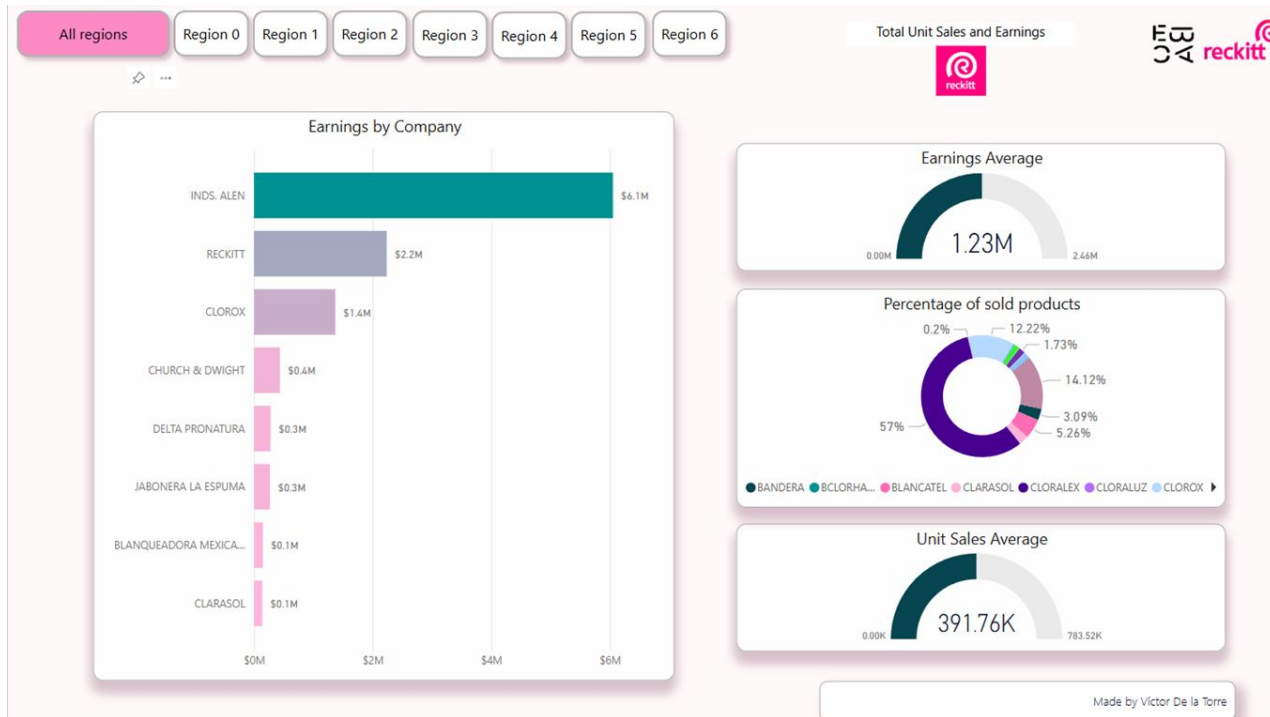 All regions
Region 0
Region 1
Region 2
Region 3
Region 4
Region 5
Region 6
Total Unit Sales and Earnings
reckitt
EC
BA
reckitt
Earnings by Company
INDS. ALEN
$6.1M
RECKITT
$2.2M
CLOROX
$1.4M
CHURCH & DWIGHT
$0.4M
DELTA PRONATURA
$0.3M
JABONERA LA ESPUMA
$0.3M
BLANQUEADORA MEXICA...
$0.1M
CLARASOL
$0.1M
$0M
$2M
$4M
$6M
Earnings Average
1.23M
0.00M
2.46M
Percentage of sold products
0.2%
12.22%
1.73%
14.12%
3.09%
5.26%
57%
BANDERA
BCLORHA...
BLANCATEL
CLARASOL
CLORALEX
CLORALUZ
CLOROX
Unit Sales Average
391.76K
0.00K
783.52K
Made by Víctor De la Torre